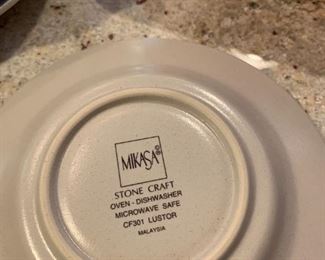 MIKASA®
STONE CRAFT
OVEN - DISHWASHER
MICROWAVE SAFE
CF301 LUSTOR
MALAYSIA